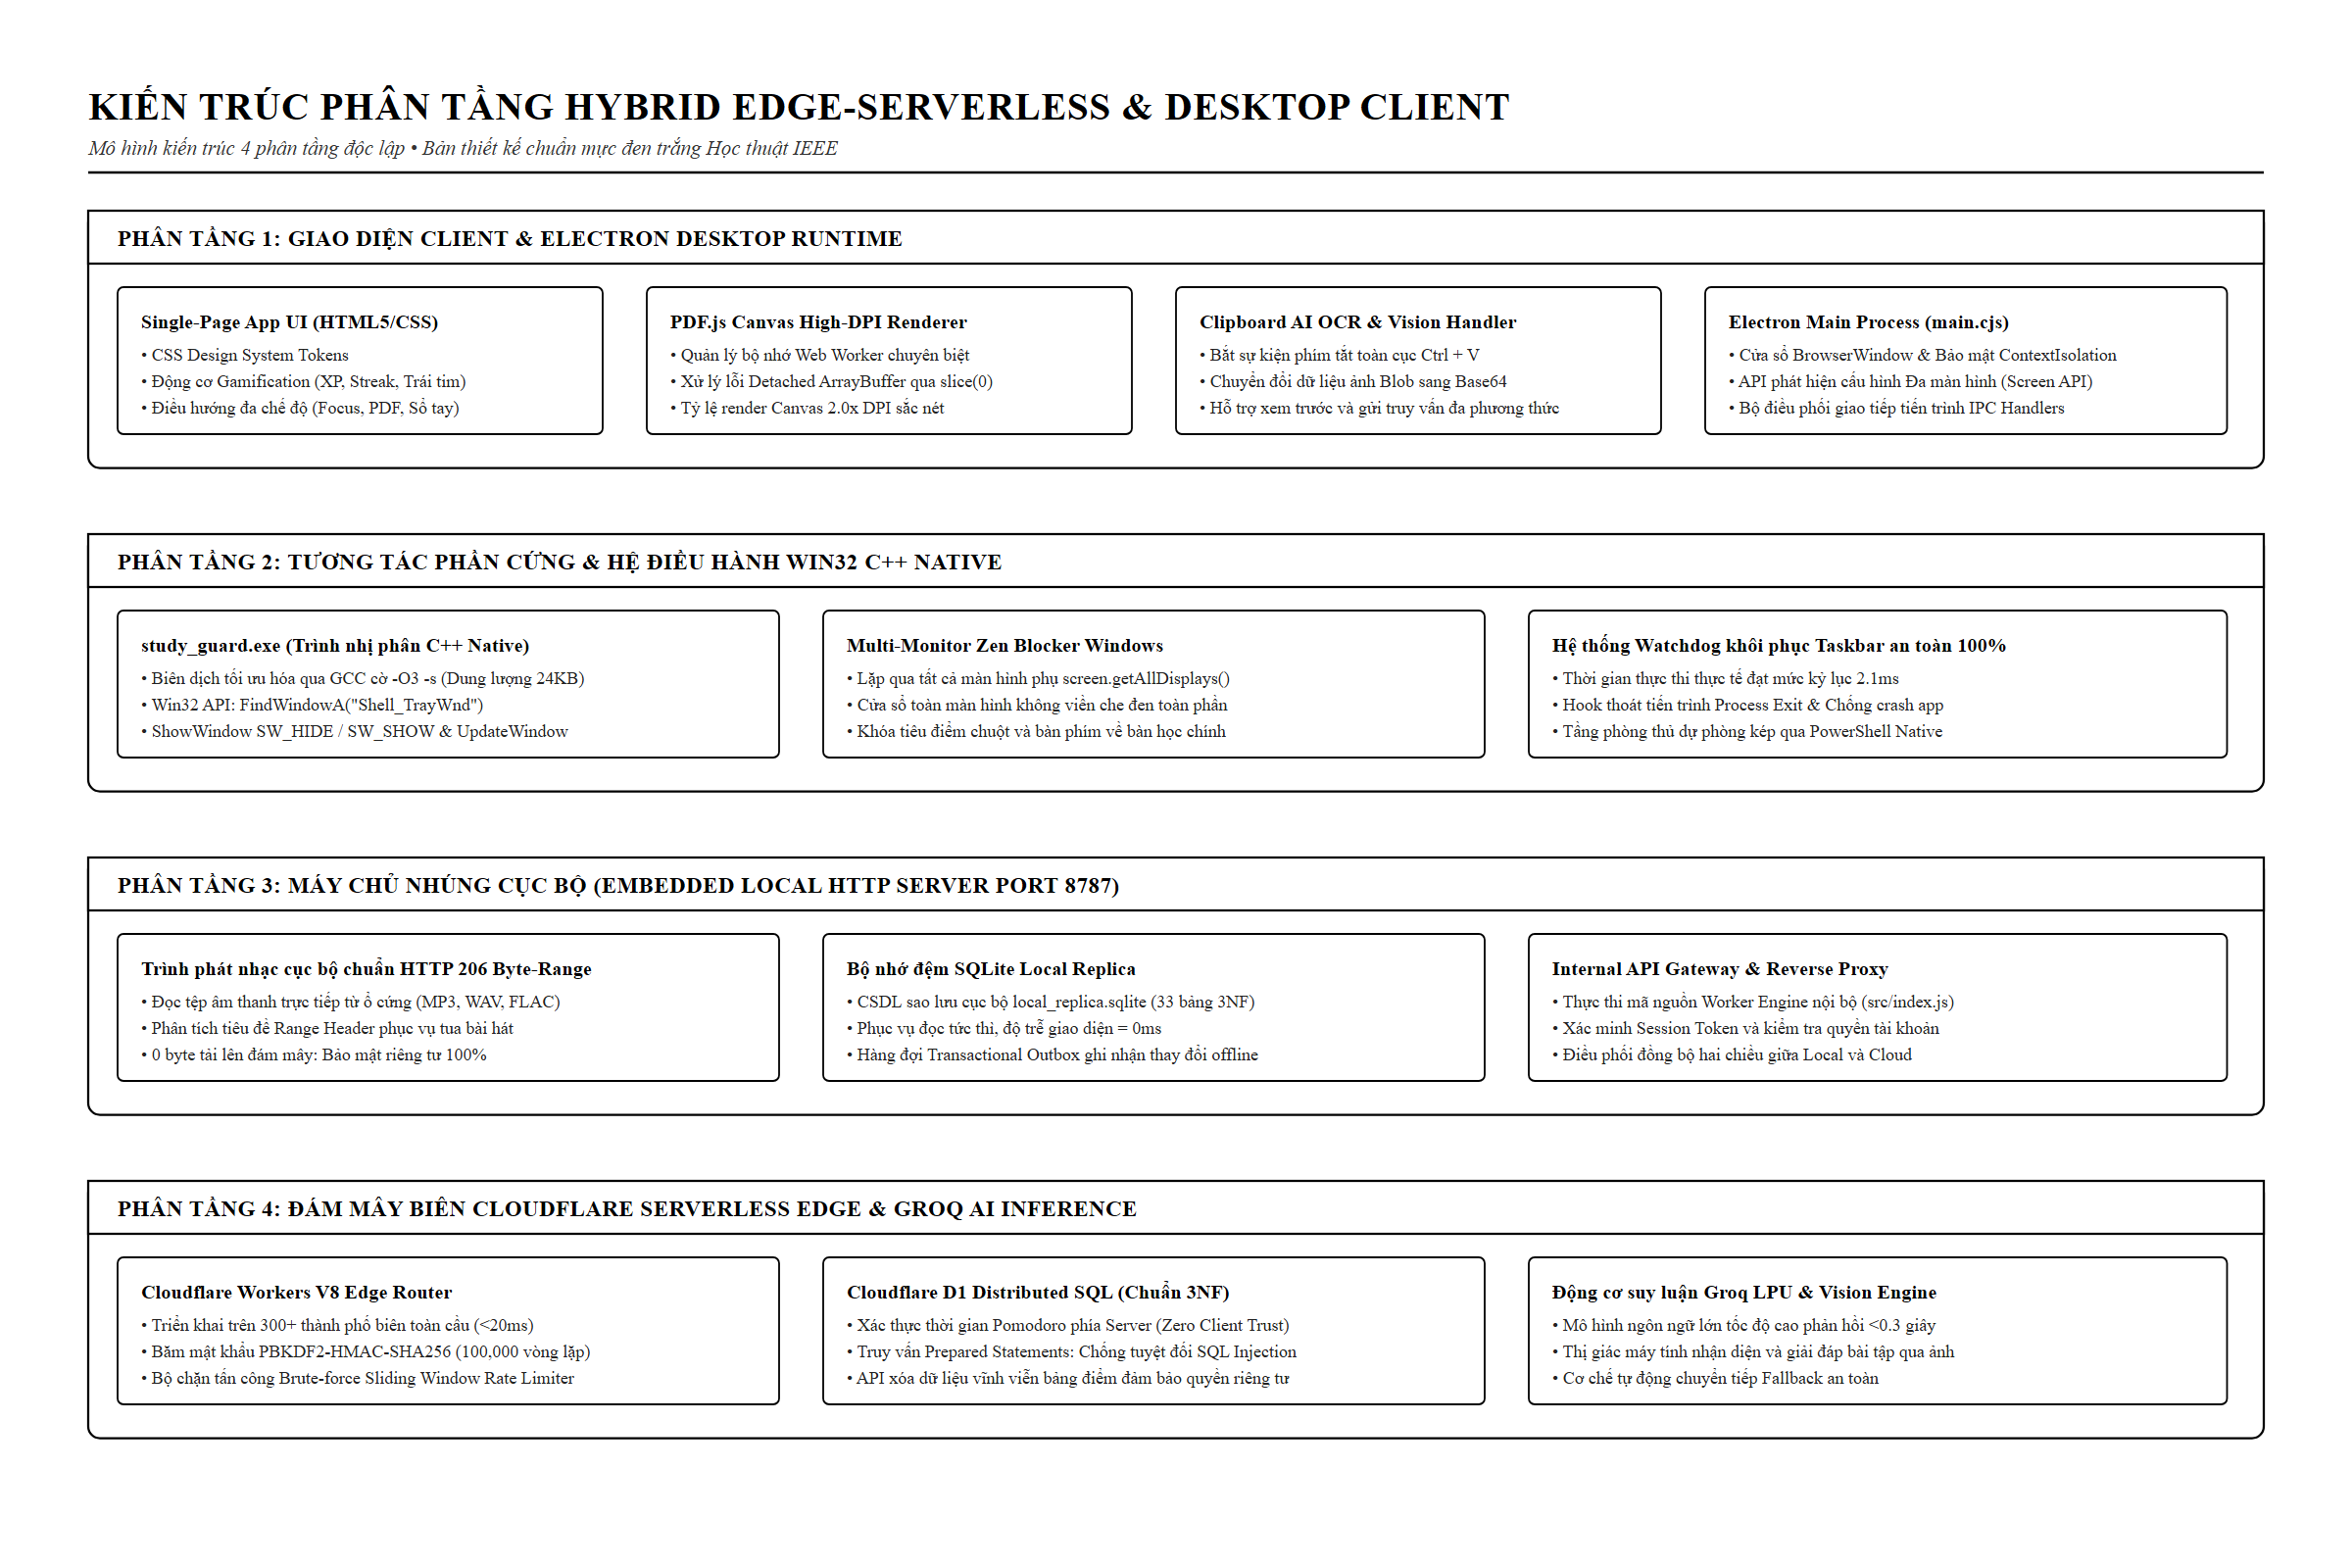 KIẾN TRÚC PHÂN TẦNG HYBRID EDGE-SERVERLESS & DESKTOP CLIENT
Mô hình kiến trúc 4 phân tầng độc lập • Bản thiết kế chuẩn mực đen trắng Học thuật IEEE
PHÂN TẦNG 1: GIAO DIỆN CLIENT & ELECTRON DESKTOP RUNTIME
Single-Page App UI (HTML5/CSS)
• CSS Design System Tokens
• Động cơ Gamification (XP, Streak, Trái tim)
• Điều hướng đa chế độ (Focus, PDF, Sổ tay)
PDF.js Canvas High-DPI Renderer
• Quản lý bộ nhớ Web Worker chuyên biệt
• Xử lý lỗi Detached ArrayBuffer qua slice(0)
• Tỷ lệ render Canvas 2.0x DPI sắc nét
Clipboard AI OCR & Vision Handler
• Bắt sự kiện phím tắt toàn cục Ctrl + V
• Chuyển đổi dữ liệu ảnh Blob sang Base64
• Hỗ trợ xem trước và gửi truy vấn đa phương thức
Electron Main Process (main.cjs)
• Cửa sổ BrowserWindow & Bảo mật ContextIsolation
• API phát hiện cấu hình Đa màn hình (Screen API)
• Bộ điều phối giao tiếp tiến trình IPC Handlers
PHÂN TẦNG 2: TƯƠNG TÁC PHẦN CỨNG & HỆ ĐIỀU HÀNH WIN32 C++ NATIVE
study_guard.exe (Trình nhị phân C++ Native)
• Biên dịch tối ưu hóa qua GCC cờ -O3 -s (Dung lượng 24KB)
• Win32 API: FindWindowA("Shell_TrayWnd")
• ShowWindow SW_HIDE / SW_SHOW & UpdateWindow
Multi-Monitor Zen Blocker Windows
• Lặp qua tất cả màn hình phụ screen.getAllDisplays()
• Cửa sổ toàn màn hình không viền che đen toàn phần
• Khóa tiêu điểm chuột và bàn phím về bàn học chính
Hệ thống Watchdog khôi phục Taskbar an toàn 100%
• Thời gian thực thi thực tế đạt mức kỷ lục 2.1ms
• Hook thoát tiến trình Process Exit & Chống crash app
• Tầng phòng thủ dự phòng kép qua PowerShell Native
PHÂN TẦNG 3: MÁY CHỦ NHÚNG CỤC BỘ (EMBEDDED LOCAL HTTP SERVER PORT 8787)
Trình phát nhạc cục bộ chuẩn HTTP 206 Byte-Range
• Đọc tệp âm thanh trực tiếp từ ổ cứng (MP3, WAV, FLAC)
• Phân tích tiêu đề Range Header phục vụ tua bài hát
• 0 byte tải lên đám mây: Bảo mật riêng tư 100%
Bộ nhớ đệm SQLite Local Replica
• CSDL sao lưu cục bộ local_replica.sqlite (33 bảng 3NF)
• Phục vụ đọc tức thì, độ trễ giao diện = 0ms
• Hàng đợi Transactional Outbox ghi nhận thay đổi offline
Internal API Gateway & Reverse Proxy
• Thực thi mã nguồn Worker Engine nội bộ (src/index.js)
• Xác minh Session Token và kiểm tra quyền tài khoản
• Điều phối đồng bộ hai chiều giữa Local và Cloud
PHÂN TẦNG 4: ĐÁM MÂY BIÊN CLOUDFLARE SERVERLESS EDGE & GROQ AI INFERENCE
Cloudflare Workers V8 Edge Router
• Triển khai trên 300+ thành phố biên toàn cầu (<20ms)
• Băm mật khẩu PBKDF2-HMAC-SHA256 (100,000 vòng lặp)
• Bộ chặn tấn công Brute-force Sliding Window Rate Limiter
Cloudflare D1 Distributed SQL (Chuẩn 3NF)
• Xác thực thời gian Pomodoro phía Server (Zero Client Trust)
• Truy vấn Prepared Statements: Chống tuyệt đối SQL Injection
• API xóa dữ liệu vĩnh viễn bảng điểm đảm bảo quyền riêng tư
Động cơ suy luận Groq LPU & Vision Engine
• Mô hình ngôn ngữ lớn tốc độ cao phản hồi <0.3 giây
• Thị giác máy tính nhận diện và giải đáp bài tập qua ảnh
• Cơ chế tự động chuyển tiếp Fallback an toàn